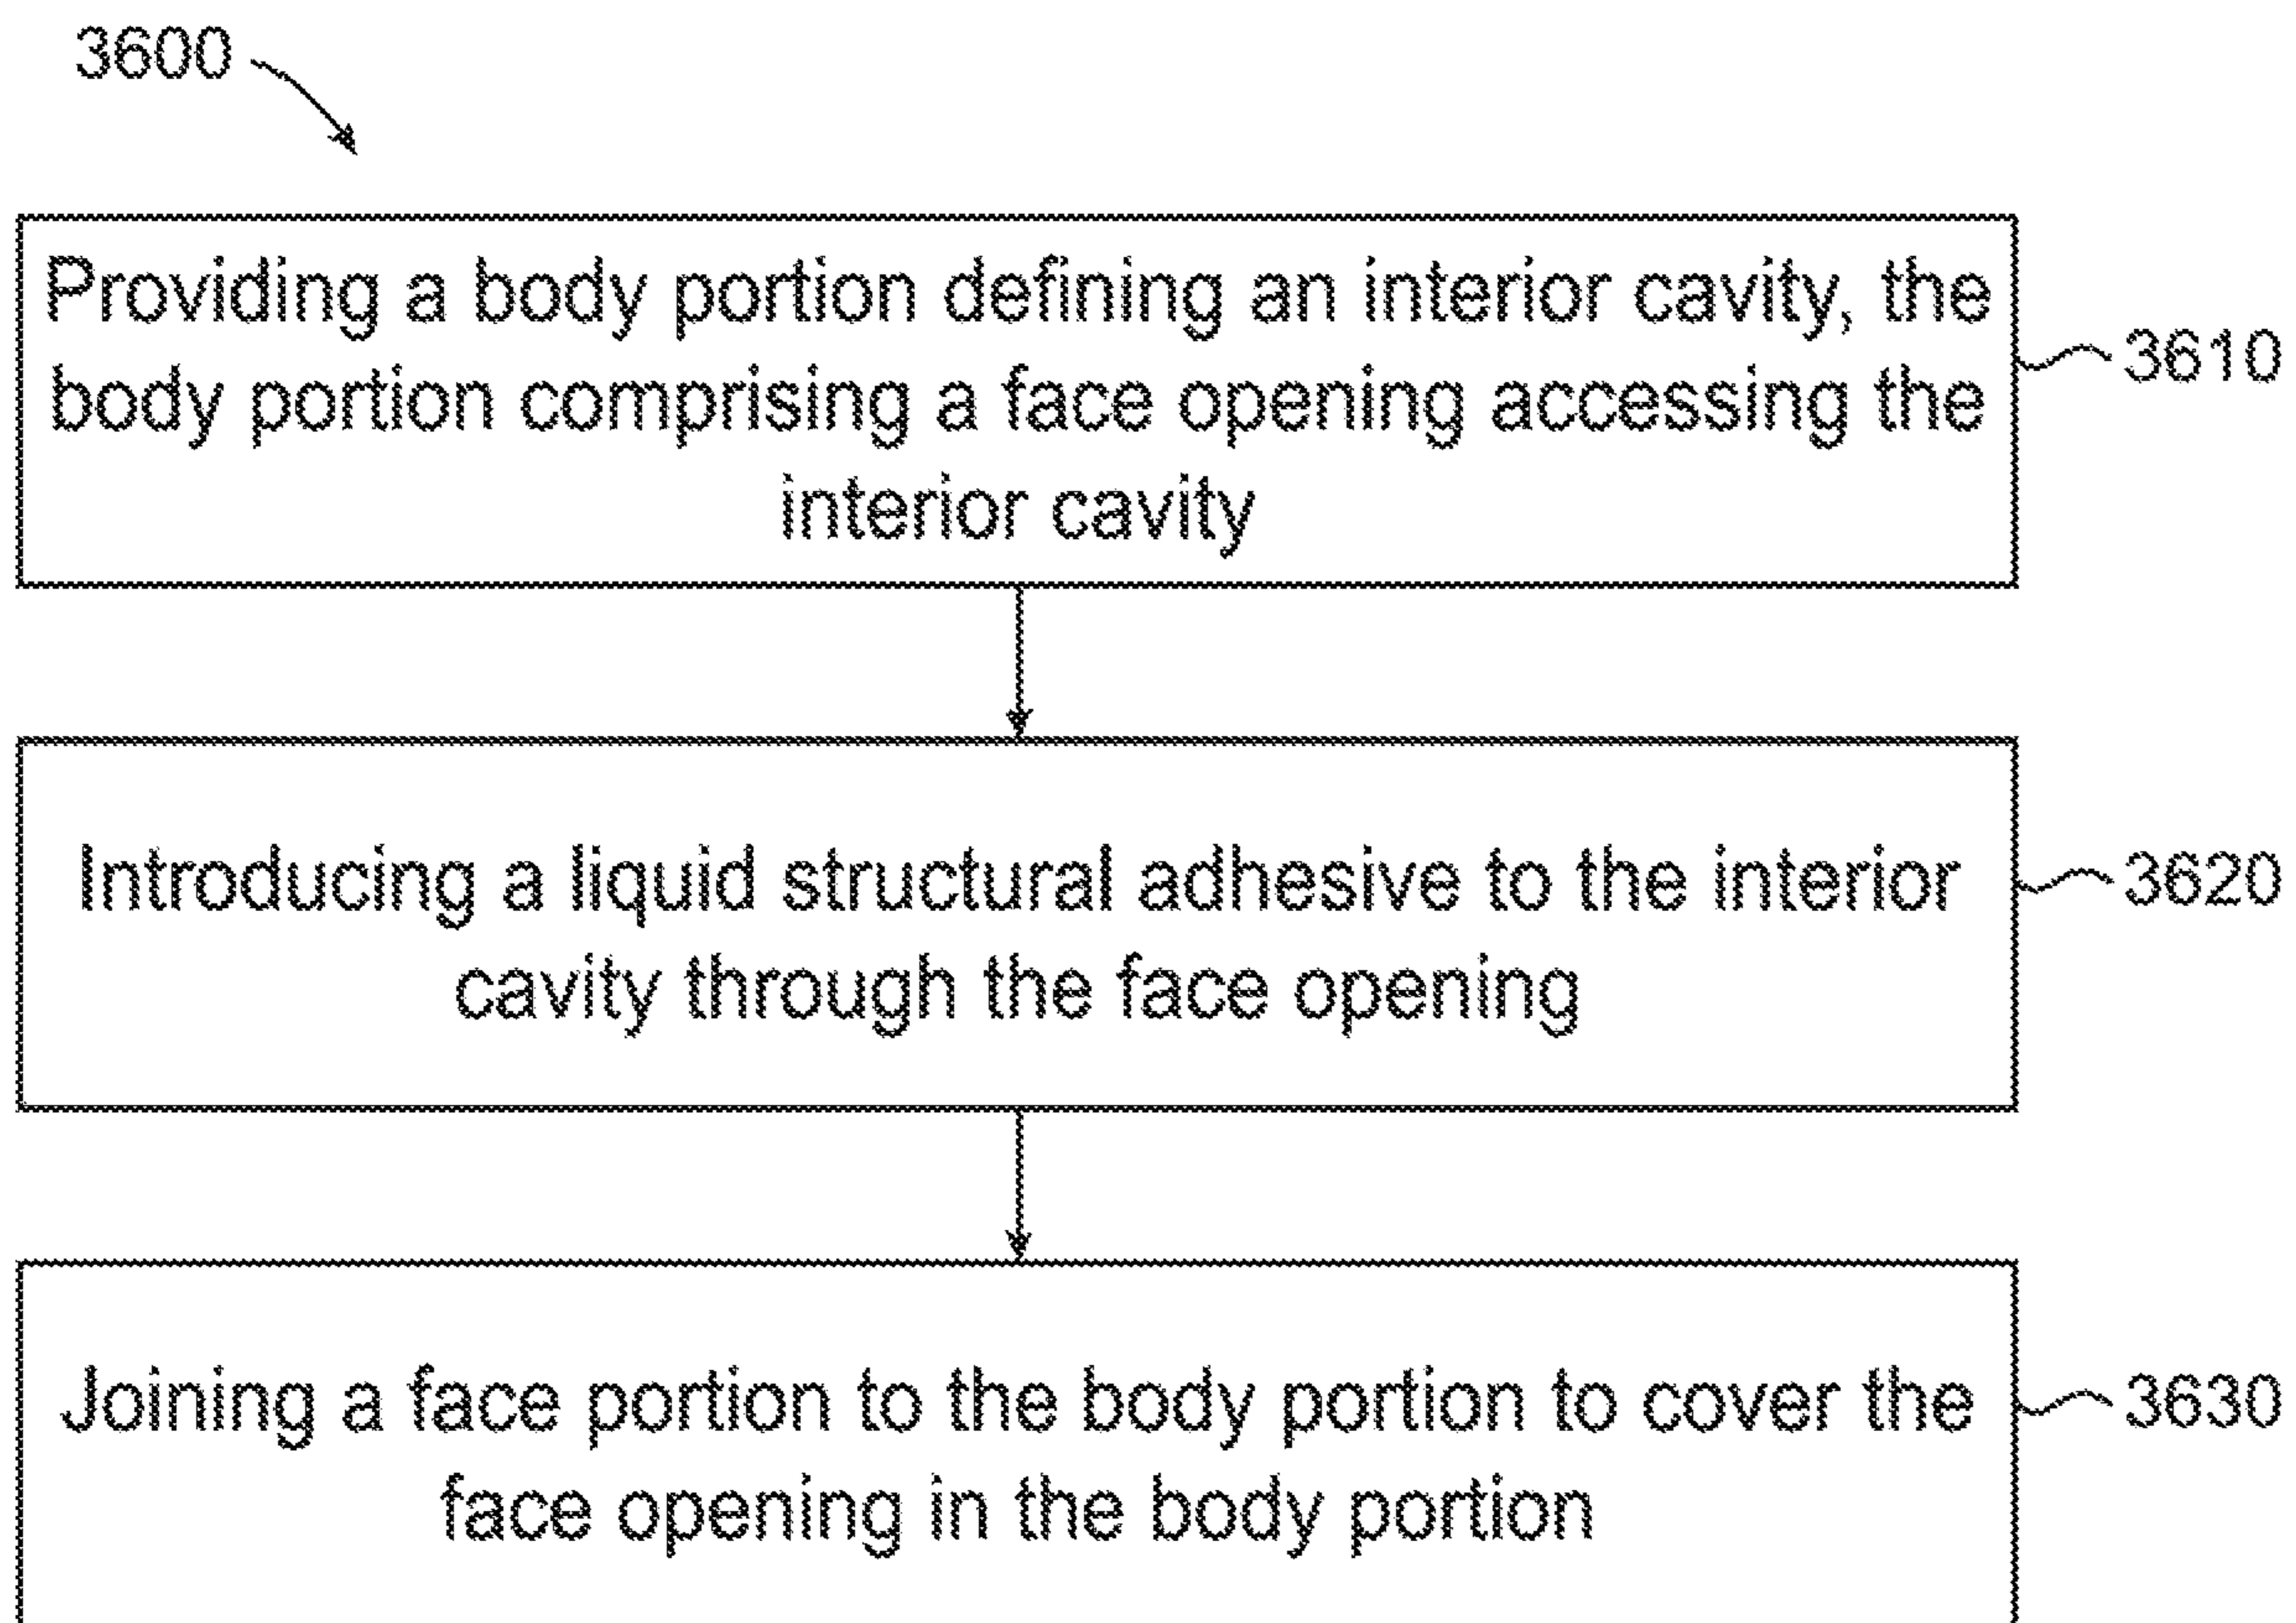 3600
Providing a body portion defining an interior cavity, the
body portion comprising a face opening accessing the
interior cavity
3610
Introducing a liquid structural adhesive to the interior
cavity through the face opening
3620
Joining a face portion to the body portion to cover the
face opening in the body portion
3630